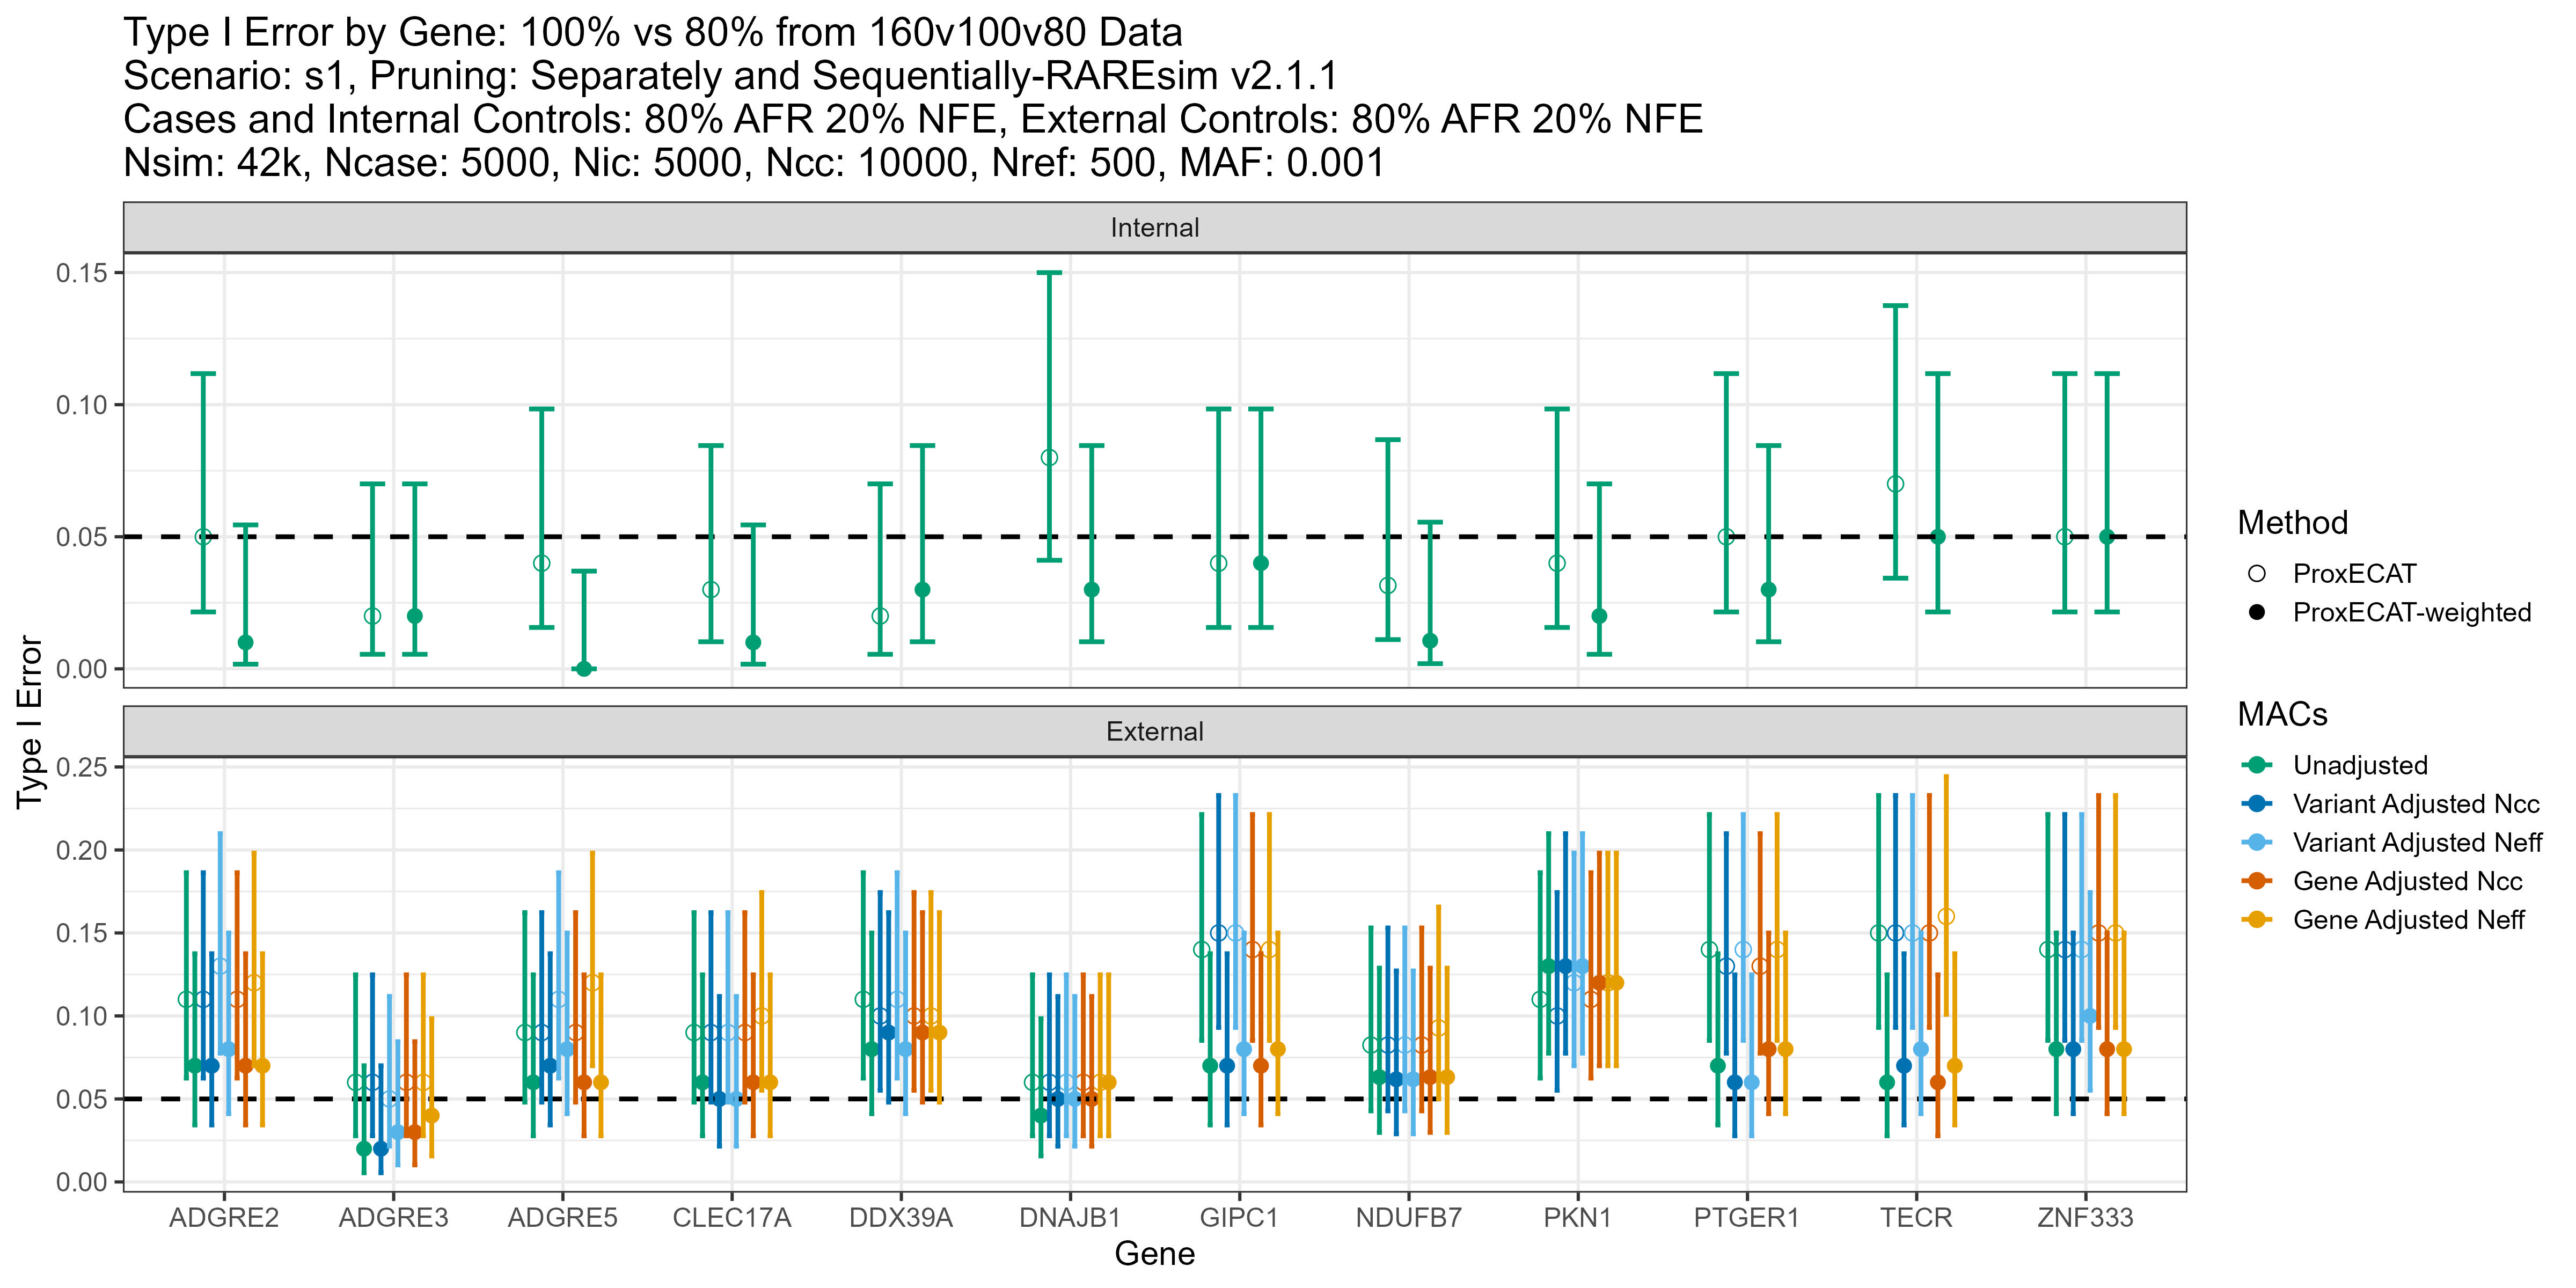 Type I Error by Gene: 100% vs 80% from 160v100v80 Data
Scenario: s1, Pruning: Separately and Sequentially-RAREsim v2.1.1
Cases and Internal Controls: 80% AFR 20% NFE, External Controls: 80% AFR 20% NFE
Nsim: 42k, Ncase: 5000, Nic: 5000, Ncc: 10000, Nref: 500, MAF: 0.001
Internal
0.15
0.10
0.05
0.00
External
0.25
0.20
0.15
0.10
0.05
0.00
Type I Error
ADGRE2 ADGRE3 ADGRE5 CLEC17A DDX39A DNAJB1 GIPC1 NDUFB7 PKN1 PTGER1 TECR ZNF333
Gene
Method
ProxECAT
ProxECAT-weighted
MACs
Unadjusted
Variant Adjusted Ncc
Variant Adjusted Neff
Gene Adjusted Ncc
Gene Adjusted Neff